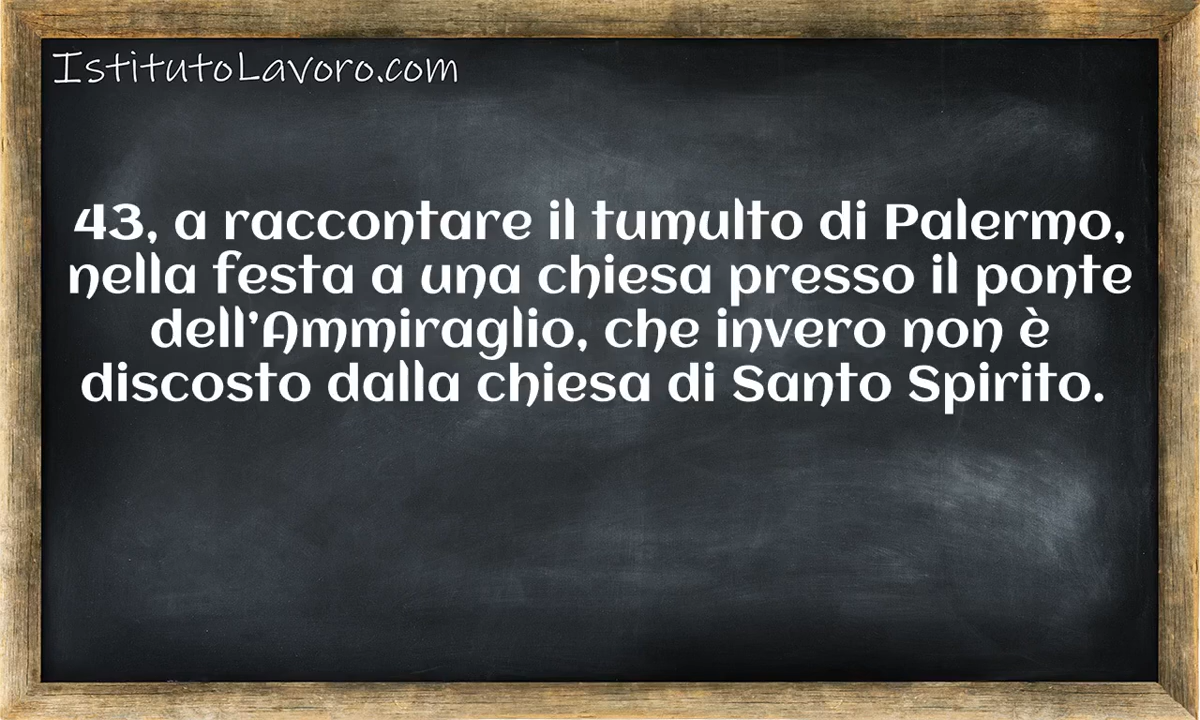 IstitutoLavoro.com
43, a raccontare il tumulto di Palermo,
nella festa a una chiesa presso il ponte
dell'Ammiraglio, che invero non è
discosto dalla chiesa di Santo Spirito.